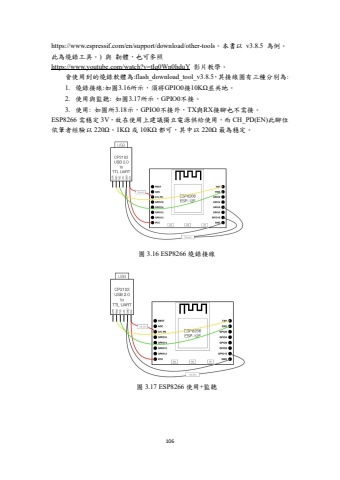 https://www.espressif.com/en/support/download/other-tools。本書以 v3.8.5 為例。
此為燒錄工具。) 與 韌體。也可參照
https://www.youtube.com/watch?v=tlq0Wn0hduY 影片教學。
會使用到的燒錄軟體為:flash_download_tool_v3.8.5。其接線圖有三種分別為:
1. 燒錄接線:如圖3.16所示，須將GPIO0接10KΩ至共地。
2. 使用與監聽: 如圖3.17所示。GPIO0不接。
3. 使用: 如圖所3.18示。GPIO0不接外，TX與RX接腳也不需接。
ESP8266 需穩定 3V。故在使用上建議獨立電源供給使用，而 CH_PD(EN)此腳位
依筆者經驗以 220Ω、1KΩ 或 10KΩ 都可，其中以 220Ω 最為穩定。
USB
CP2102
USB 2.0
to
TTL UART
ESP8266
ESP-12F
圖 3.16 ESP8266 燒錄接線
USB
CP2102
USB 2.0
to
TTL UART
ESP8266
ESP-12F
圖 3.17 ESP8266 使用+監聽
106